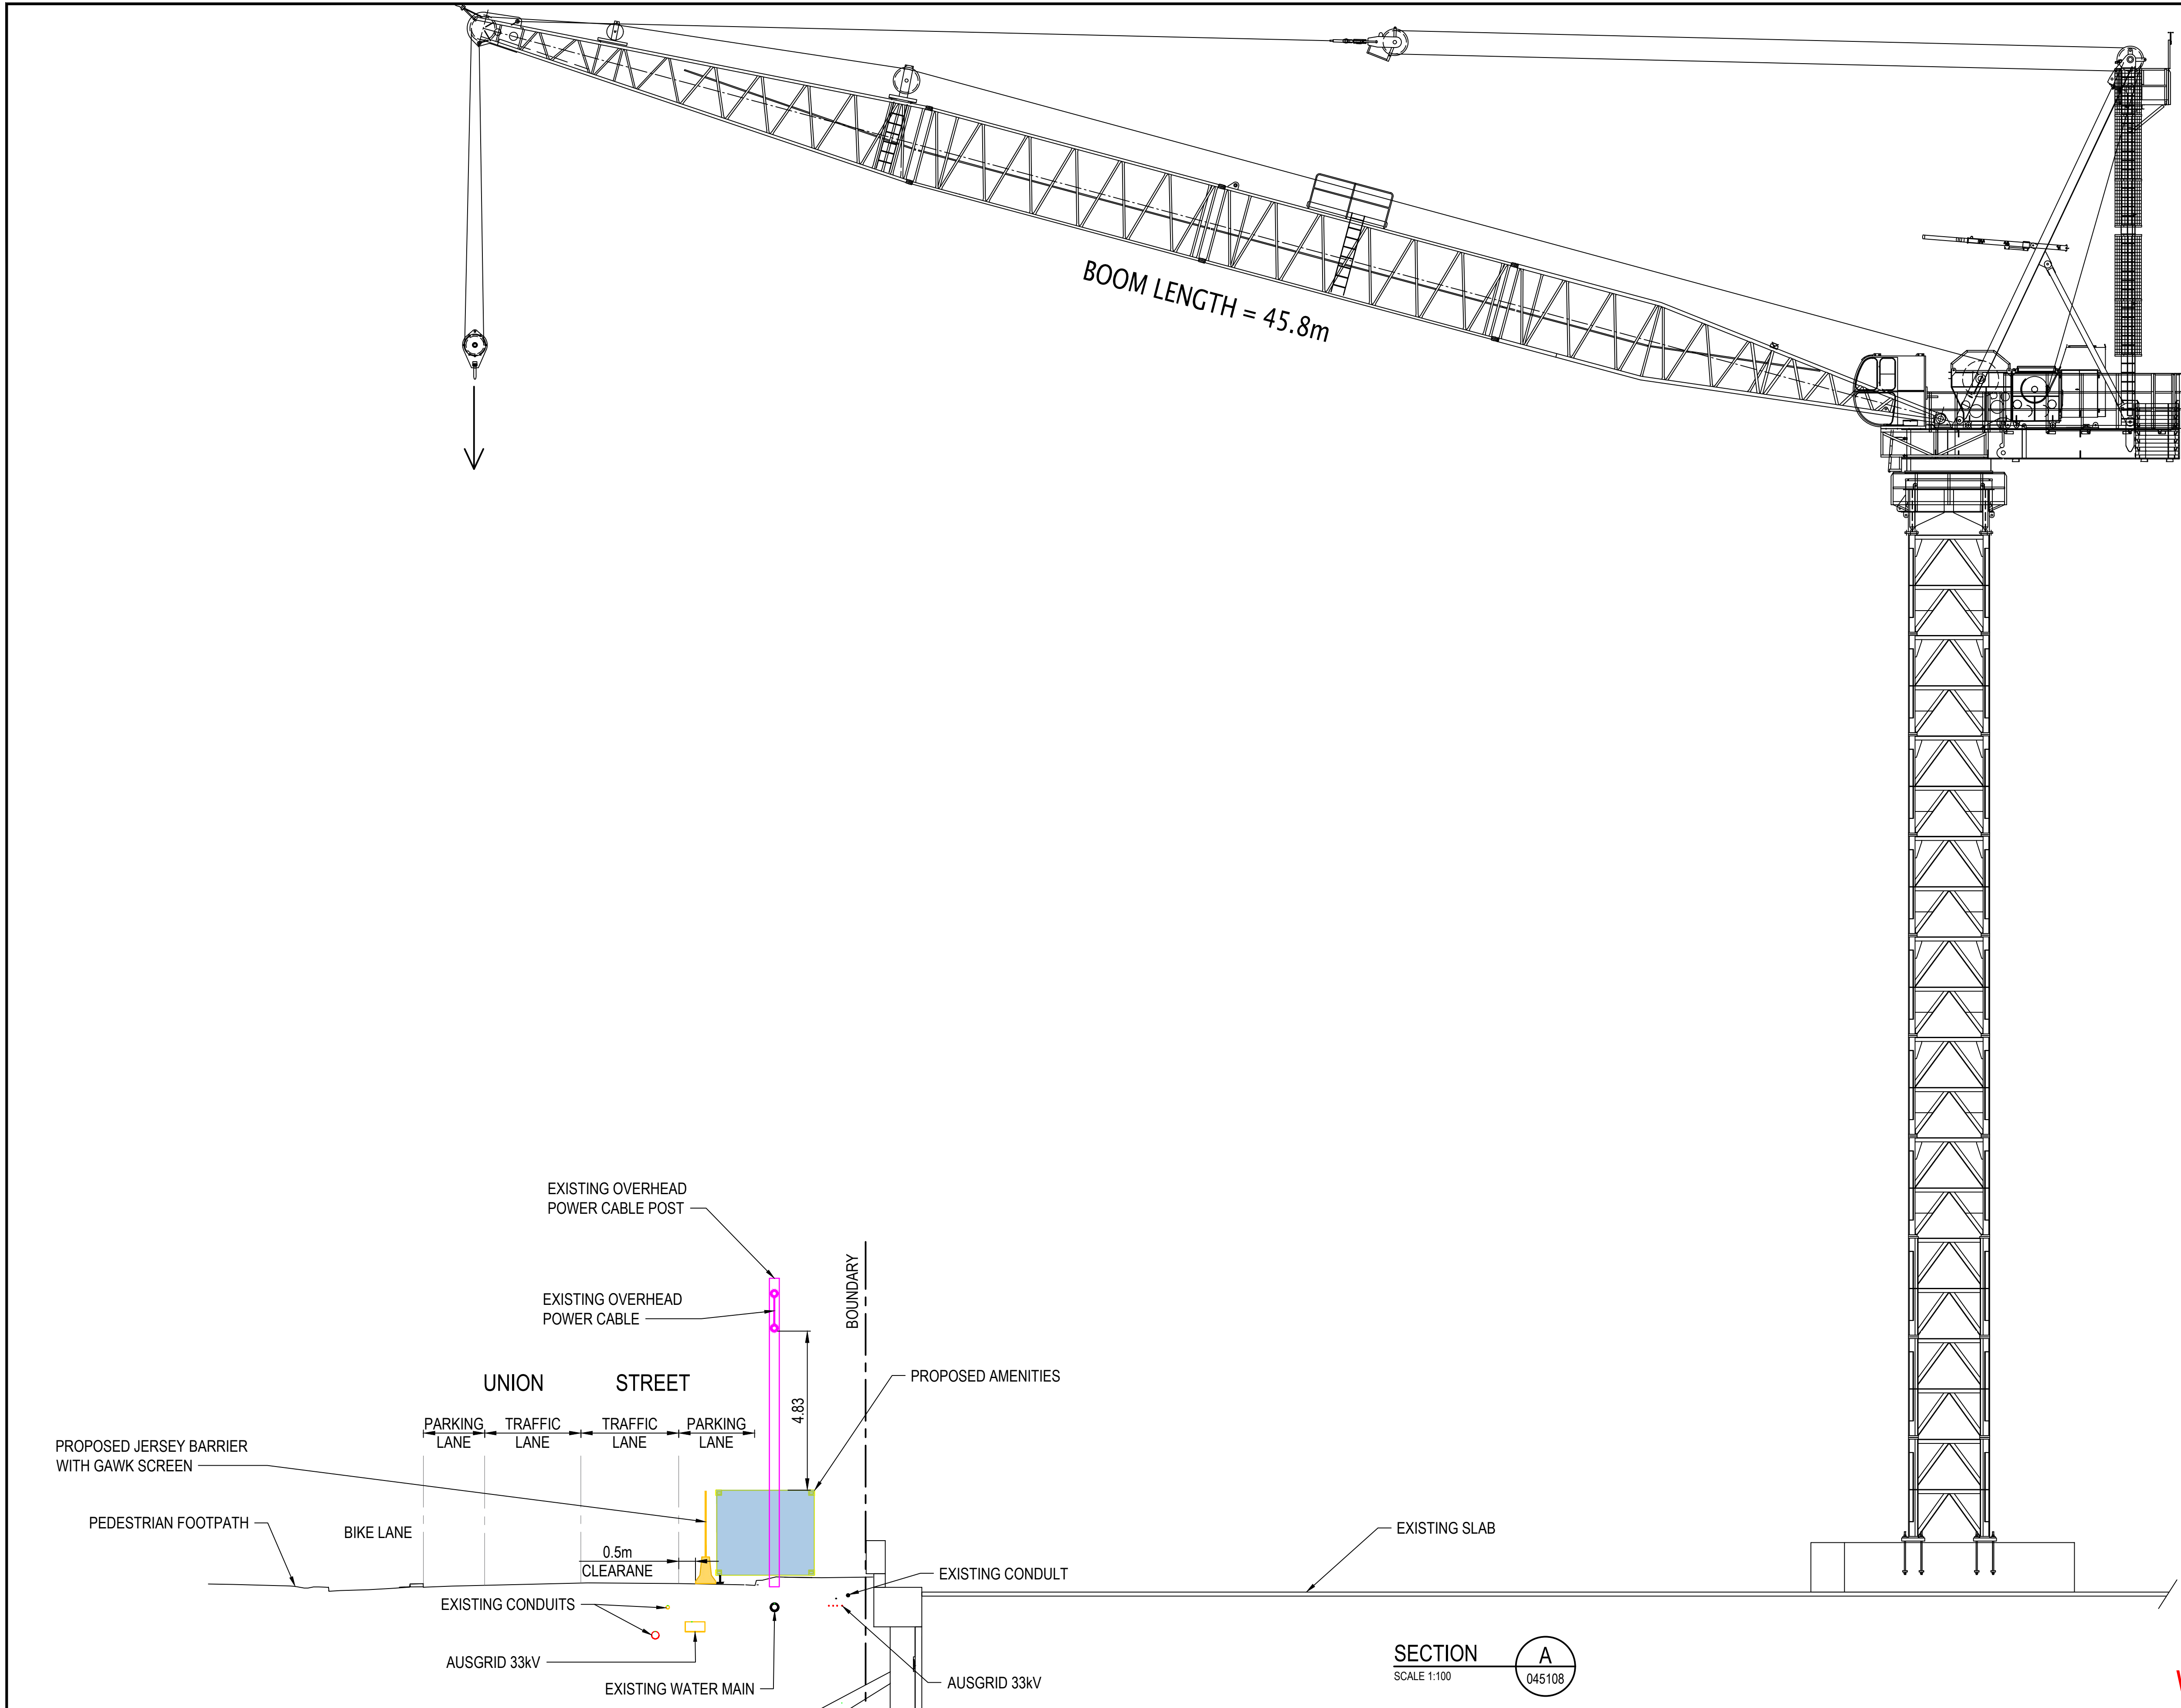 BOOM LENGTH = 45.8m
EXISTING OVERHEAD
POWER CABLE POST
EXISTING OVERHEAD
POWER CABLE
BOUNDARY
UNION STREET
PARKING
LANE
TRAFFIC
LANE
TRAFFIC
LANE
PARKING
LANE
4.83
PROPOSED AMENITIES
PROPOSED JERSEY BARRIER
WITH GAWK SCREEN
PEDESTRIAN FOOTPATH
BIKE LANE
0.5m
CLEARANE
EXISTING SLAB
EXISTING CONDULT
EXISTING CONDUITS
AUSGRID 33kV
EXISTING WATER MAIN
AUSGRID 33kV
SECTION
SCALE 1:100
A
045108